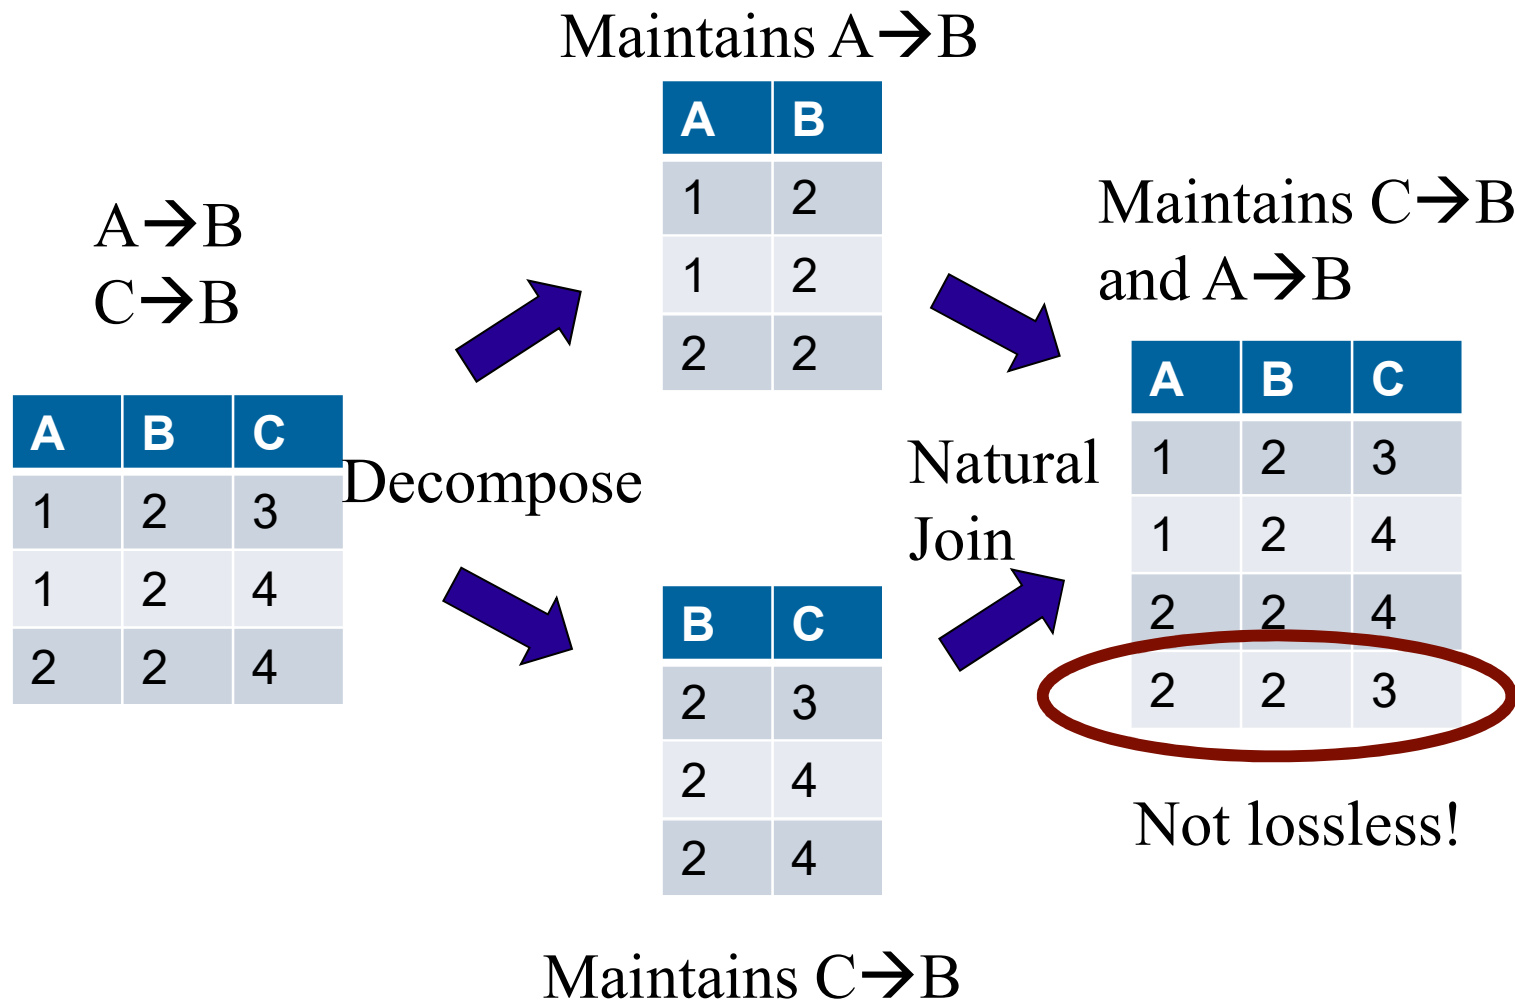 Maintains A→B
A B
1 2
1 2
2 2
A→B
C→B
A B C
1 2 3
1 2 4
2 2 4
Decompose
B C
2 3
2 4
2 4
Maintains C→B
Natural
Join
Maintains C→B
and A→B
A B C
1 2 3
1 2 4
2 2 4
2 2 3
Not lossless!